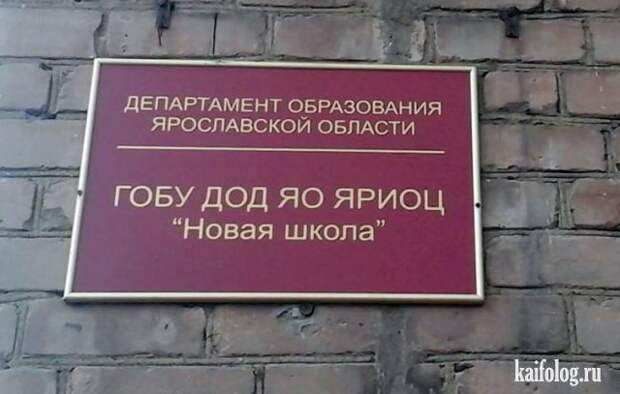 ДЕПАРТАМЕНТ ОБРАЗОВАНИЯ
ЯРОСЛАВСКОЙ ОБЛАСТИ
ГОБУ ДОД ЯО ЯРИОЦ
"Новая школа"
kaifolog.ru